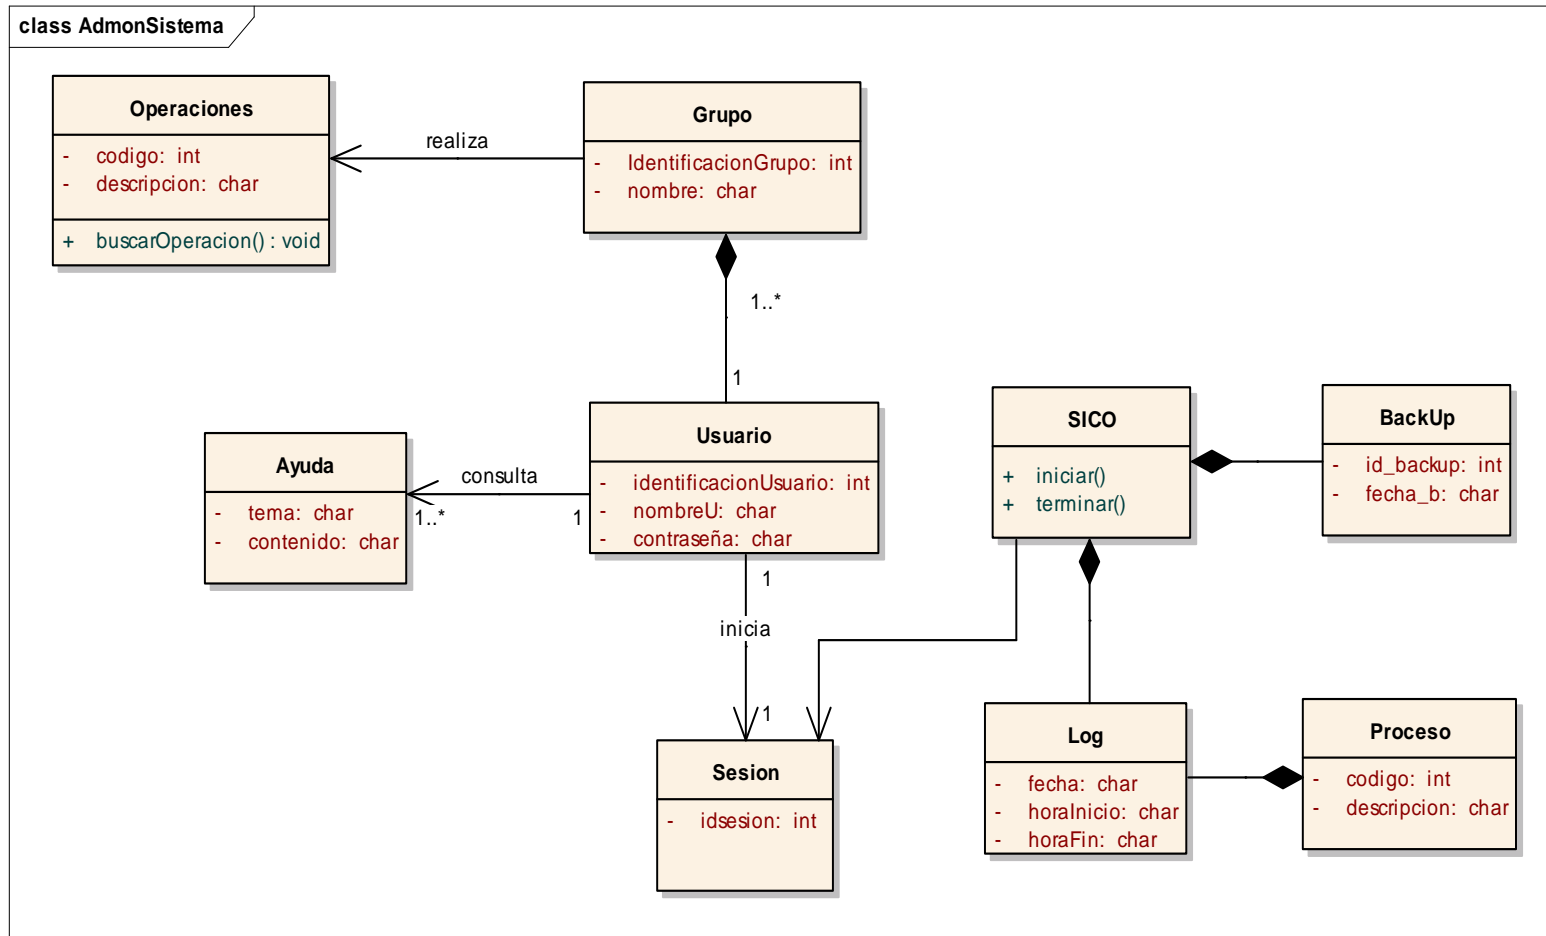 class AdmonSistema
Operaciones
- codigo: int
- descripcion: char
+ buscarOperacion() : void
realiza
Grupo
- IdentificacionGrupo: int
- nombre: char
1..*
1
Usuario
- identificacionUsuario: int
- nombreU: char
- contraseña: char
consulta
1..*
1
Ayuda
- tema: char
- contenido: char
1
inicia
1
Sesion
- idsesion: int
SICO
+ iniciar()
+ terminar()
BackUp
- id_backup: int
- fecha_b: char
Log
- fecha: char
- horaInicio: char
- horaFin: char
Proceso
- codigo: int
- descripcion: char